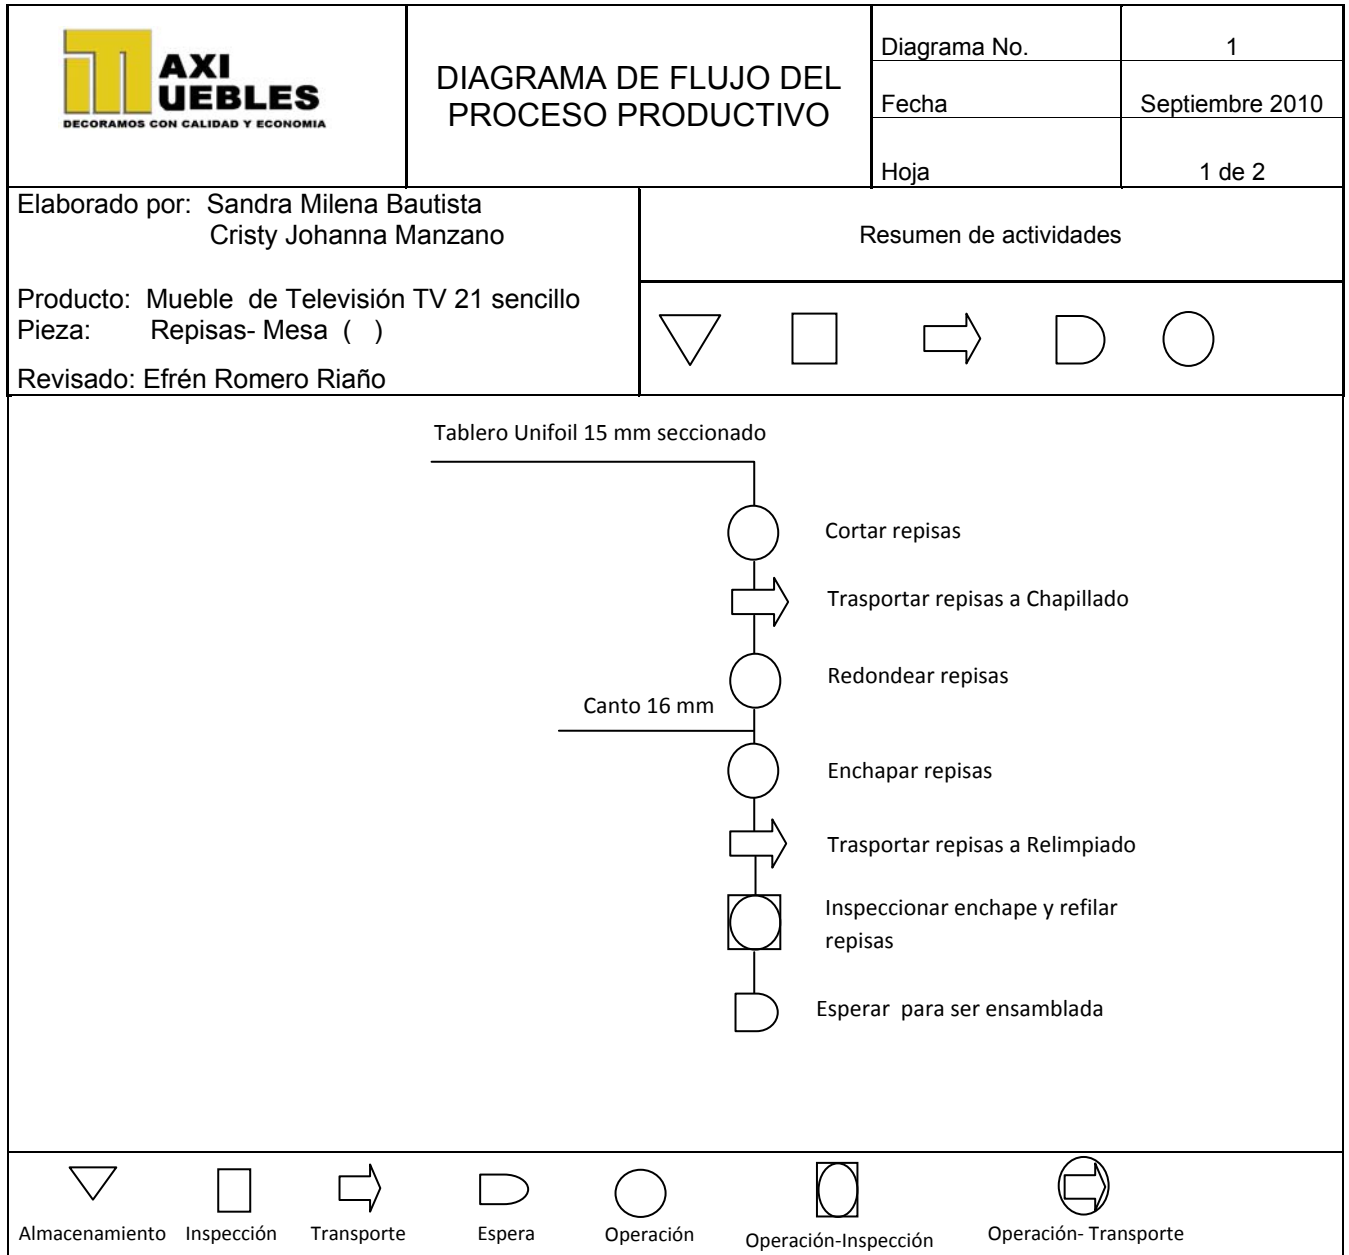 AXI
UEBLES
DECORAMOS CON CALIDAD Y ECONOMIA
DIAGRAMA DE FLUJO DEL
PROCESO PRODUCTIVO
Diagrama No.
1
Fecha
Septiembre 2010
Hoja
1 de 2
Elaborado por: Sandra Milena Bautista
Cristy Johanna Manzano
Producto: Mueble de Televisión TV 21 sencillo
Pieza: Repisas- Mesa ( )
Revisado: Efrén Romero Riaño
Resumen de actividades
Tablero Unifoil 15 mm seccionado
Cortar repisas
Trasportar repisas a Chapillado
Redondear repisas
Canto 16 mm
Enchapar repisas
Trasportar repisas a Relimpiado
Inspeccionar enchape y refilar
repisas
Esperar para ser ensamblada
Almacenamiento
Inspección
Transporte
Espera
Operación
Operación-Inspección
Operación- Transporte